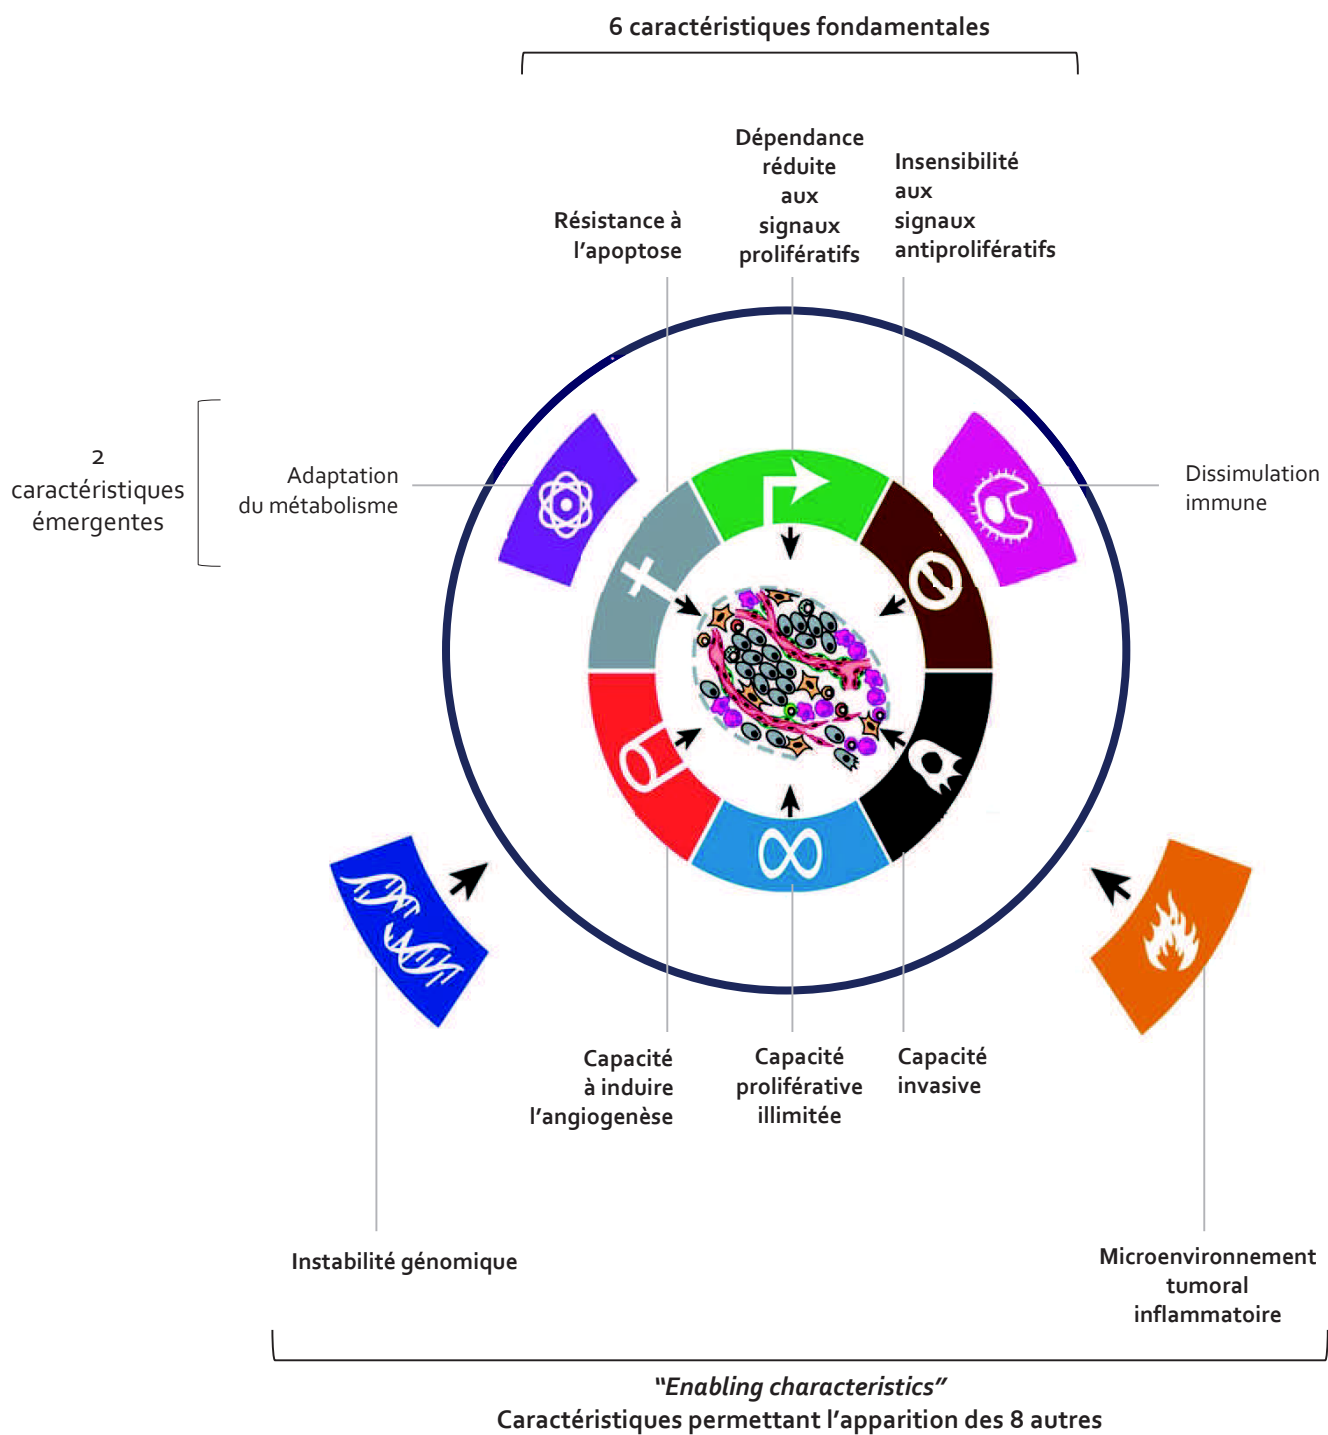 6 caractéristiques fondamentales
Dépendance
réduite
aux
signaux
prolifératifs
Insensibilité
aux
signaux
antiprolifératifs
Résistance à
l’apoptose
2
caractéristiques
émergentes
Adaptation
du métabolisme
Dissimulation
immune
Capacité
à induire
l’angiogenèse
Capacité
proliférative
illimitée
Capacité
invasive
Instabilité génomique
Microenvironnement
tumoral
inflammatoire
“Enabling characteristics”
Caractéristiques permettant l’apparition des 8 autres